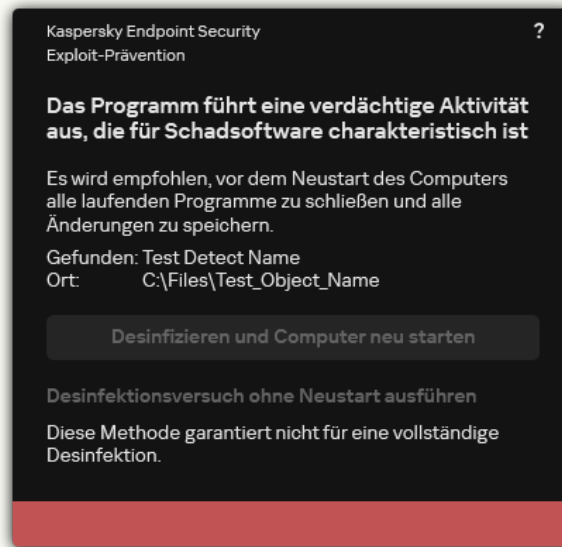 Kaspersky Endpoint Security
?
Exploit-Prävention
Das Programm führt eine verdächtige Aktivität
aus, die für Schadsoftware charakteristisch ist
Es wird empfohlen, vor dem Neustart des Computers
alle laufenden Programme zu schließen und alle
Änderungen zu speichern.
Gefunden: Test Detect Name
Ort: C:\Files\Test_Object_Name
Desinfizieren und Computer neu starten
Desinfektionsversuch ohne Neustart ausführen
Diese Methode garantiert nicht für eine vollständige
Desinfektion.